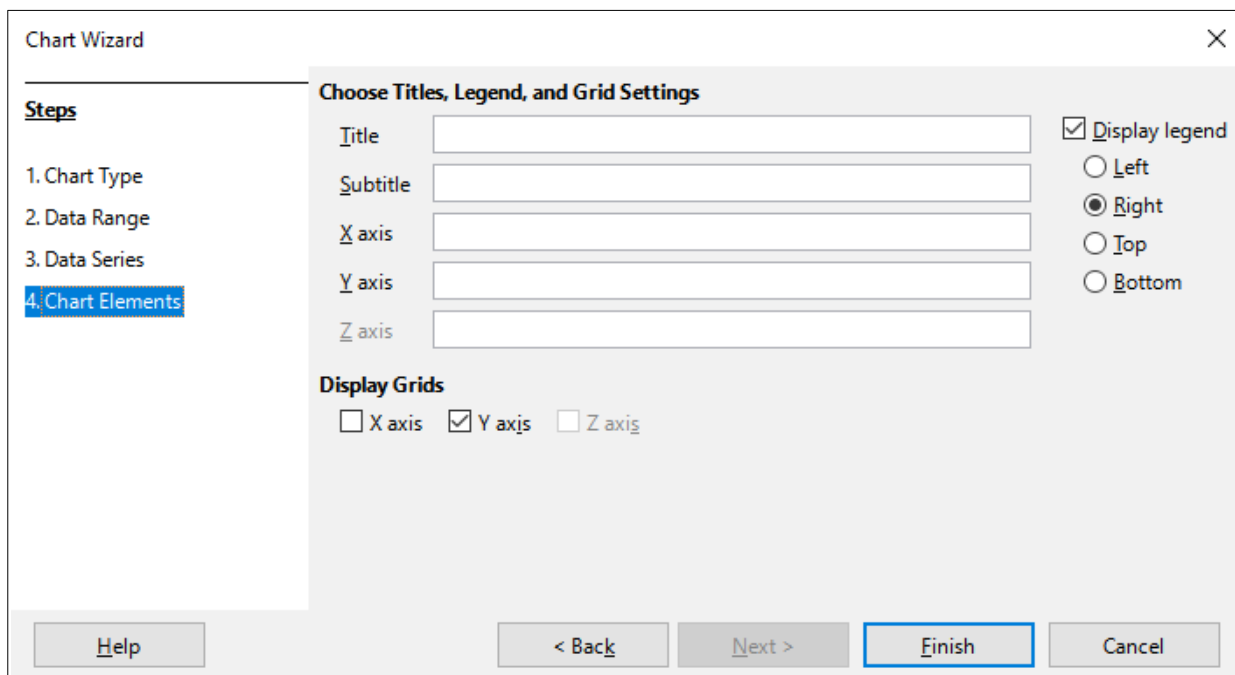 Chart Wizard
Steps
1. Chart Type
2. Data Range
3. Data Series
4. Chart Elements
Choose Titles, Legend, and Grid Settings
Title
Subtitle
X axis
Y axis
Z axis
Display legend
Left
Right
Top
Bottom
Display Grids
X axis Y axis Z axis
Help < Back Next > Finish Cancel